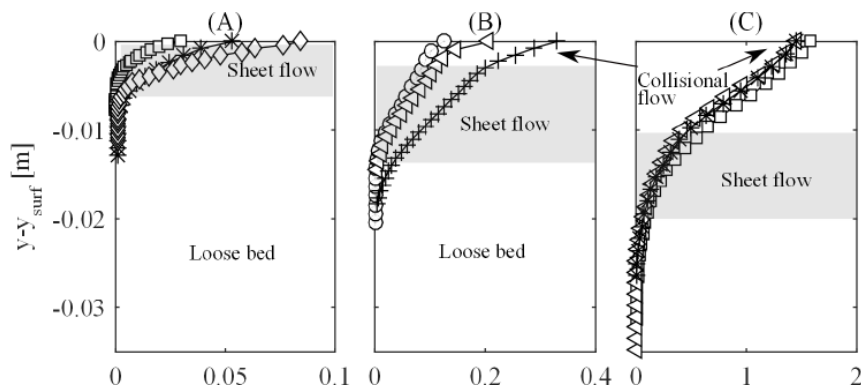 (A)
(B)
(C)
0
-0.01
-0.02
-0.03
y-y_surf [m]
Sheet flow
Loose bed
0
0.05
0.1
Sheet flow
Loose bed
0
0.2
0.4
Collisional
flow
Sheet flow
0
1
2